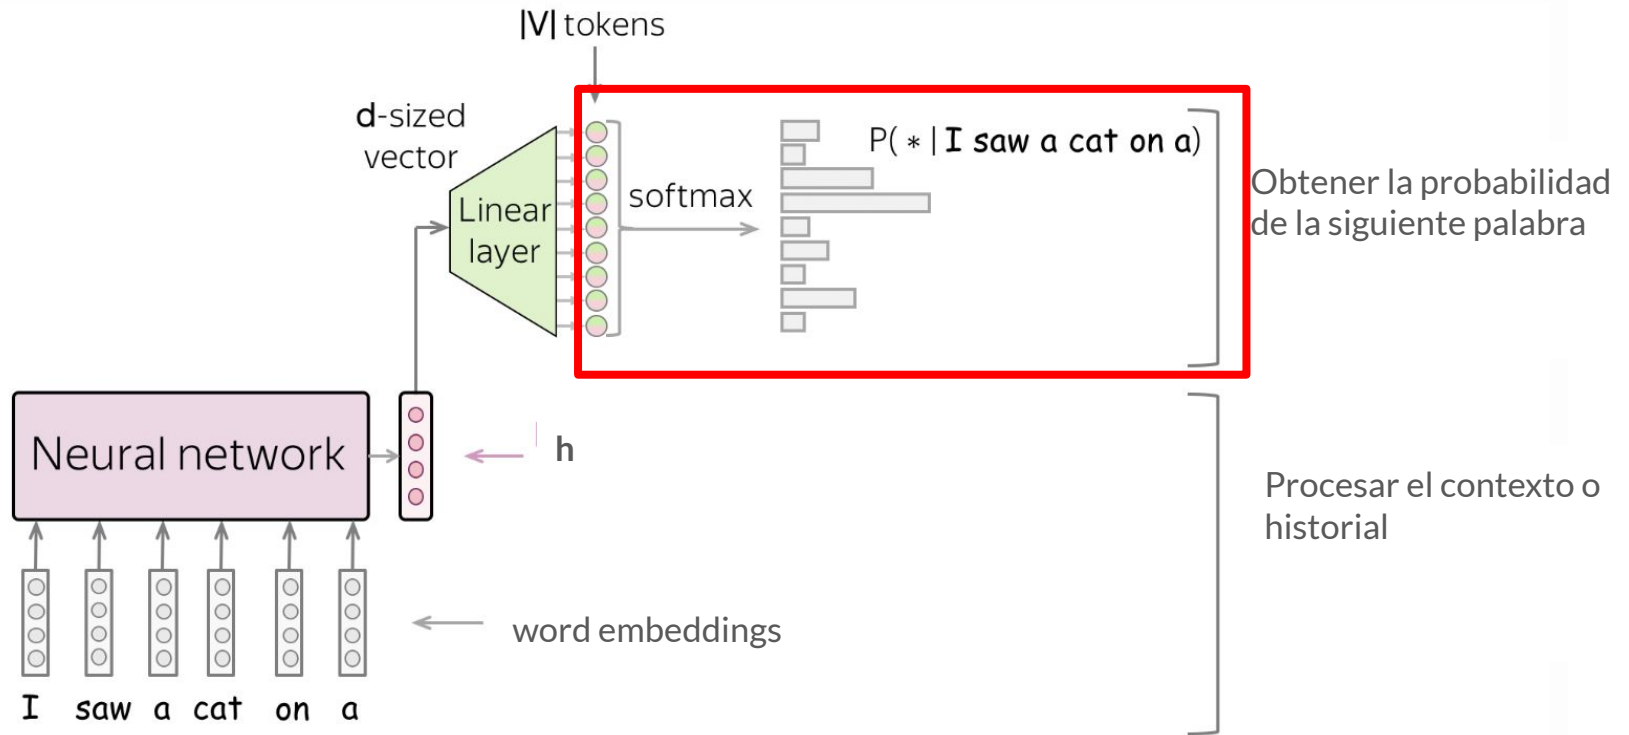 |V| tokens
d-sized
vector
Linear
layer
softmax
P( * | I saw a cat on a)
Obtener la probabilidad
de la siguiente palabra
Neural network
h
Procesar el contexto o
historial
word embeddings
I saw a cat on a